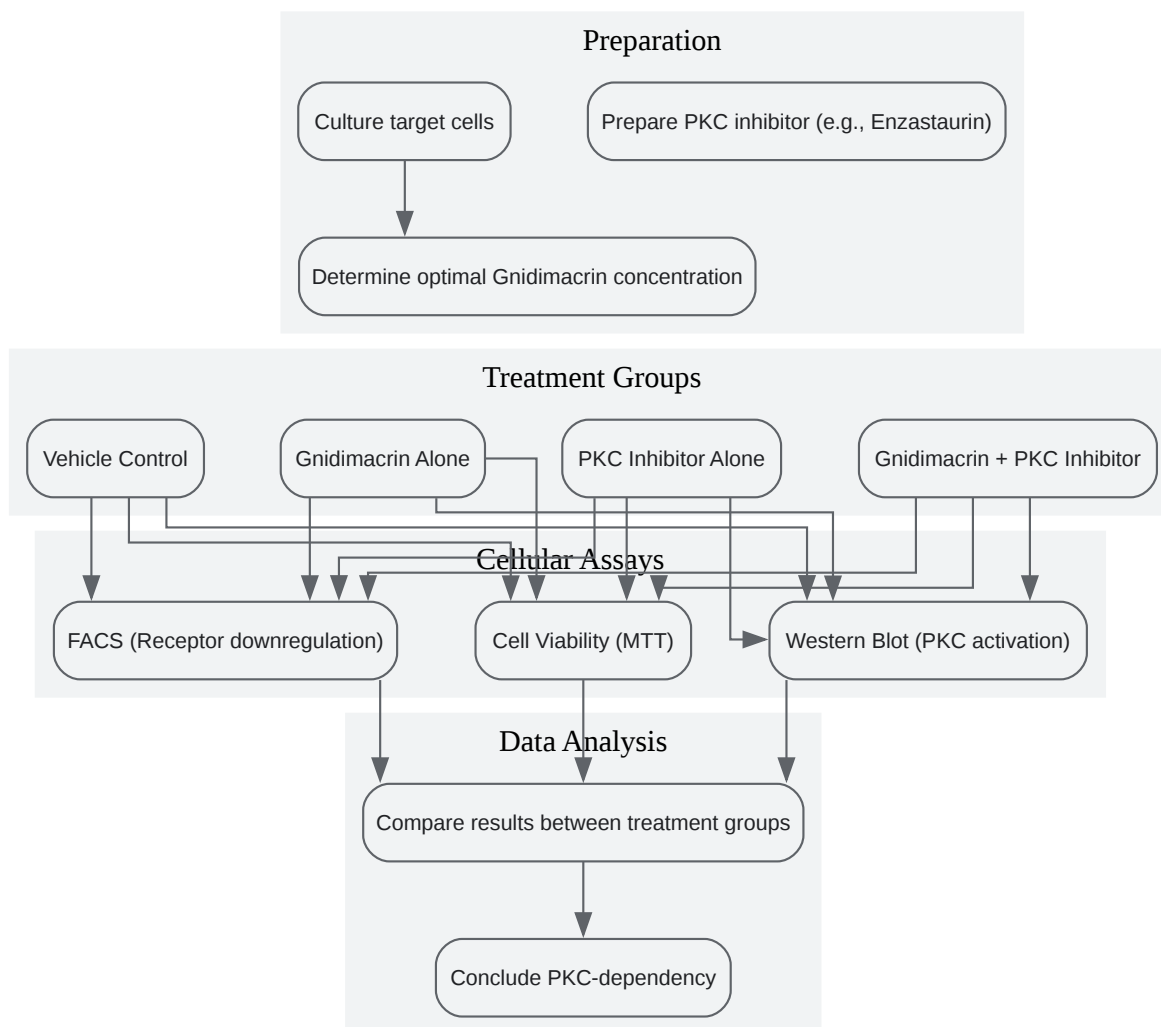 Preparation
Culture target cells
Prepare PKC inhibitor (e.g., Enzastaurin)
Determine optimal Gnidimacrin concentration
Treatment Groups
Vehicle Control
Gnidimacrin Alone
PKC Inhibitor Alone
Gnidimacrin + PKC Inhibitor
Cellular Assays
FACS (Receptor downregulation)
Cell Viability (MTT)
Western Blot (PKC activation)
Data Analysis
Compare results between treatment groups
Conclude PKC-dependency